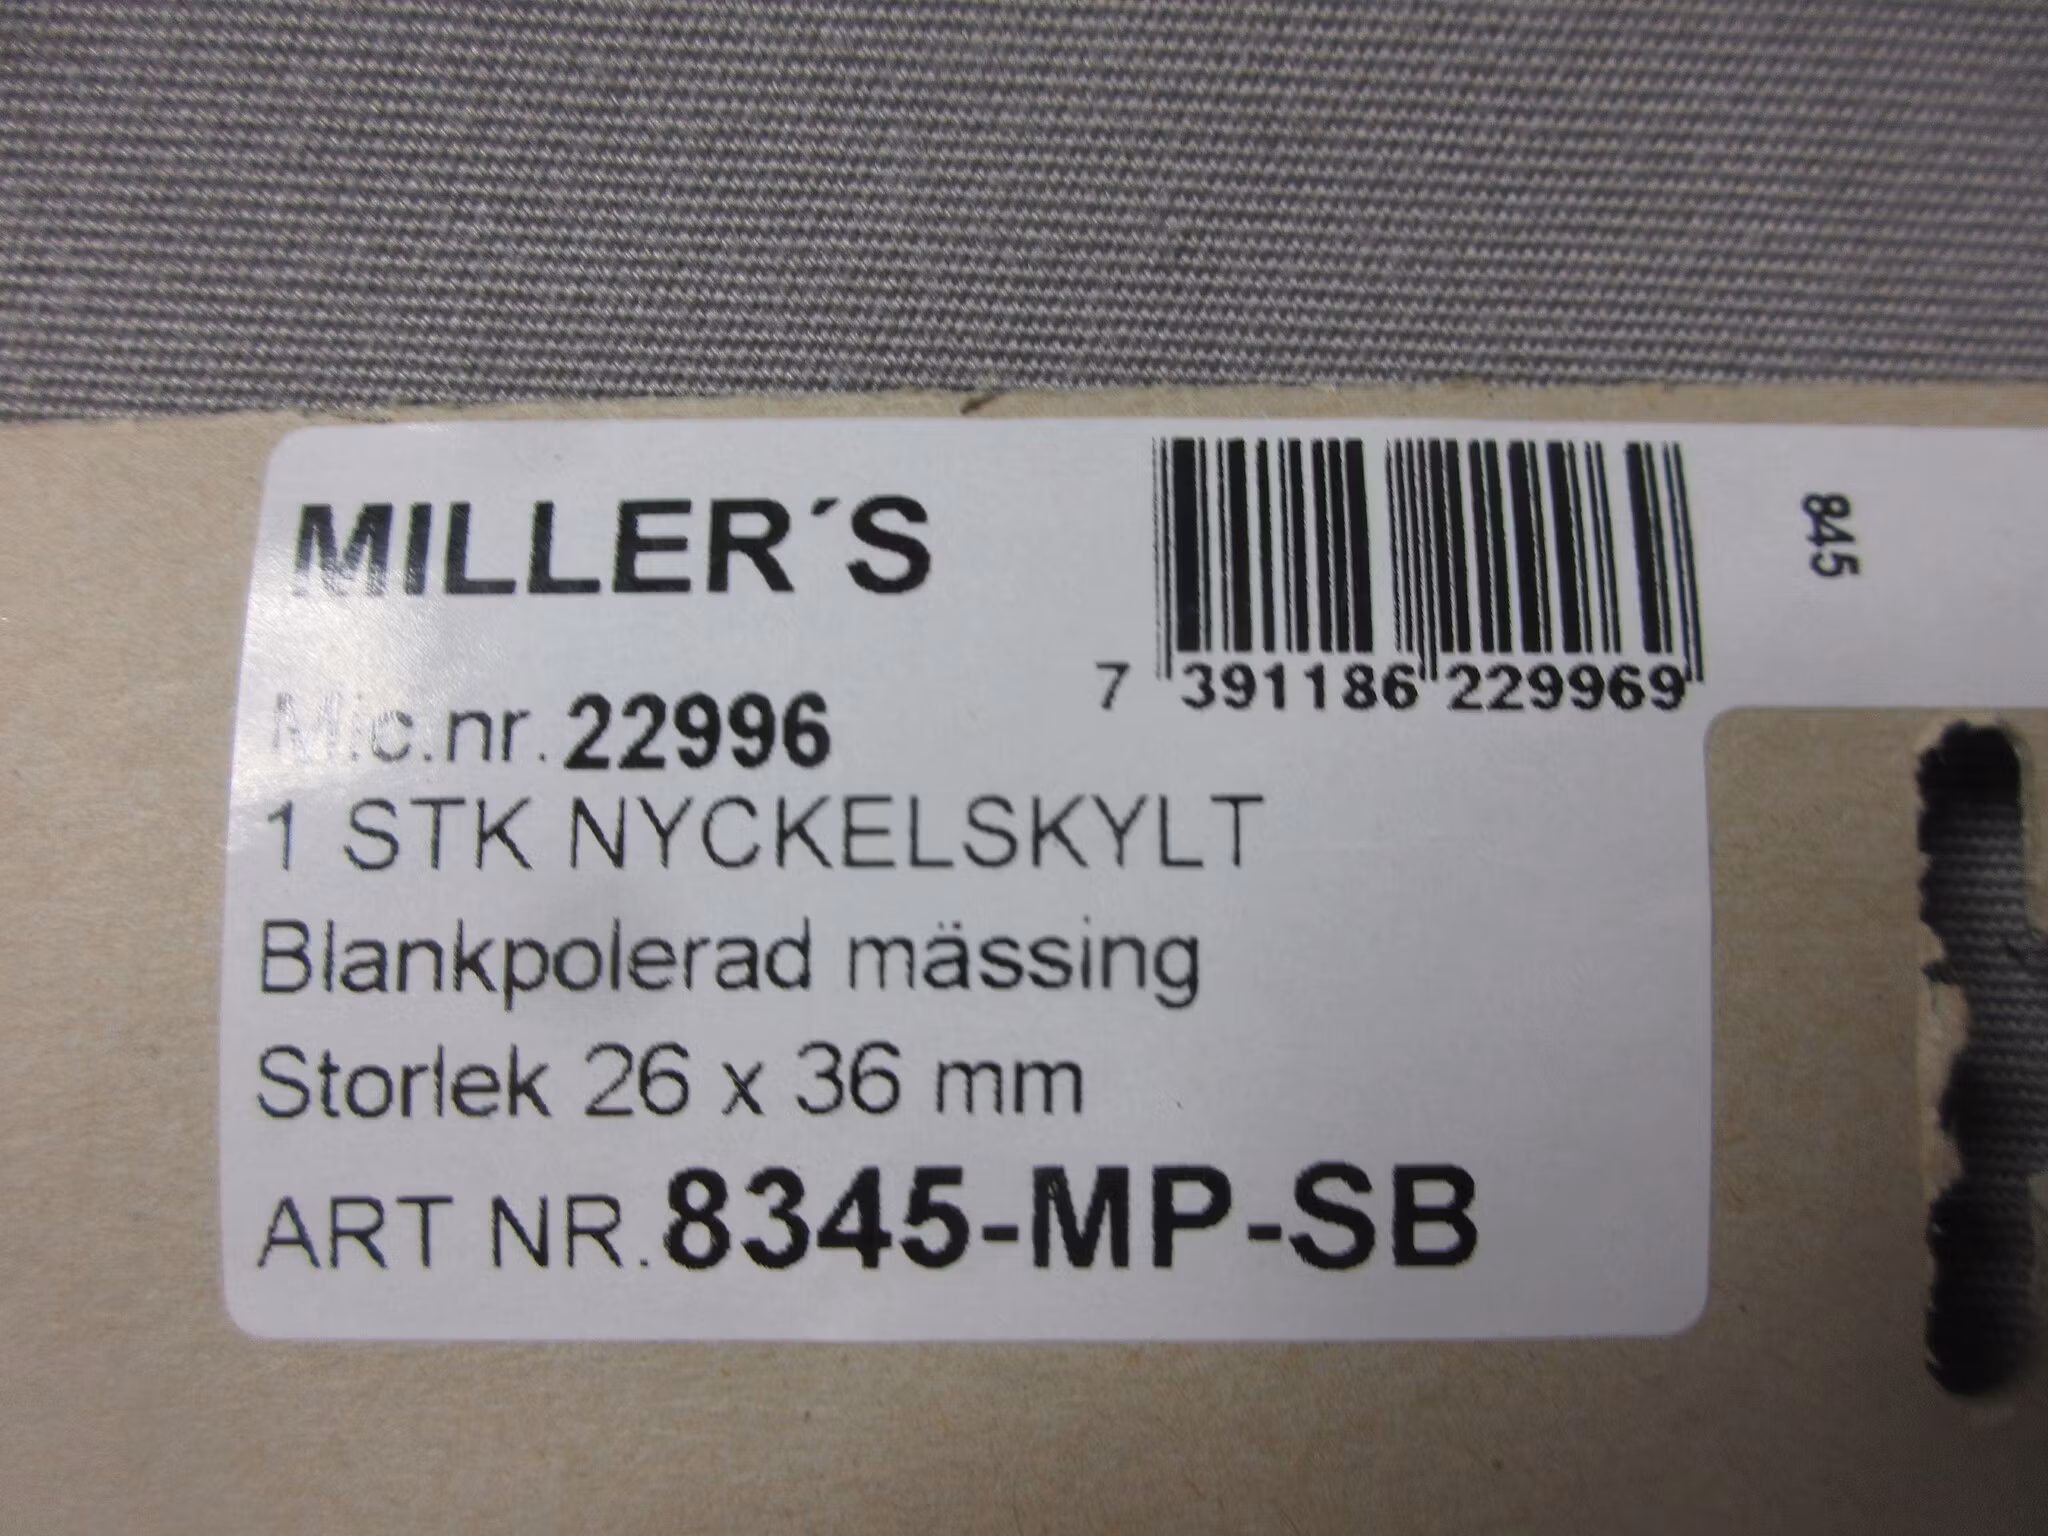 MILLER´S
Mic.nr. 22996
1 STK NYCKELSKYLT
Blankpolerad mässing
Storlek 26 x 36 mm
ART NR. 8345-MP-SB
7 391186 229969
845